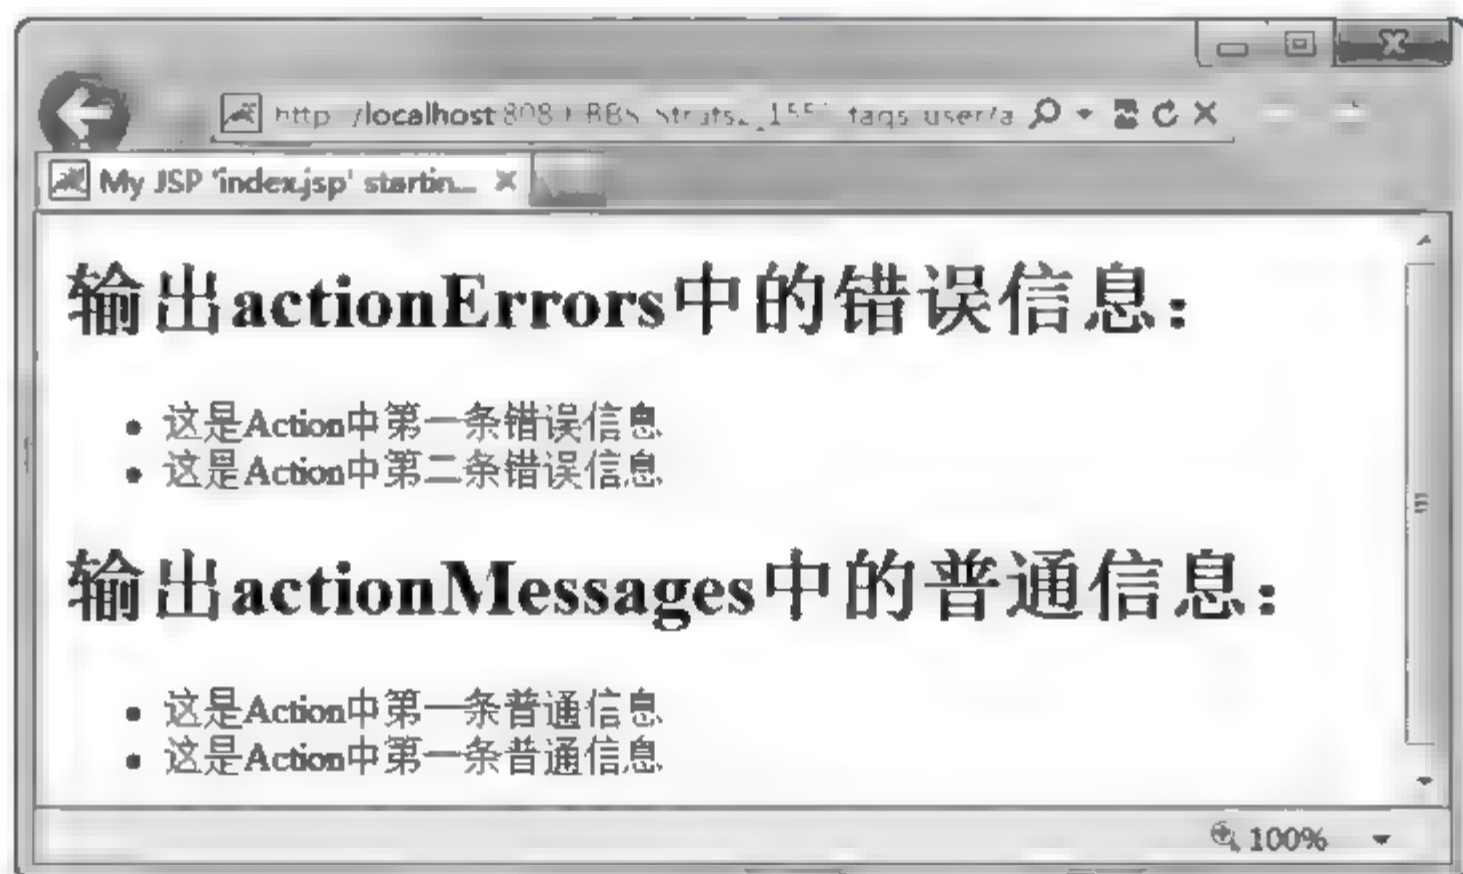 /localhost
My JSP 'index.jsp' startin...
输出actionErrors中的错误信息：
这是Action中第一条错误信息
这是Action中第二条错误信息
输出actionMessages中的普通信息：
这是Action中第一条普通信息
这是Action中第一条普通信息
100%